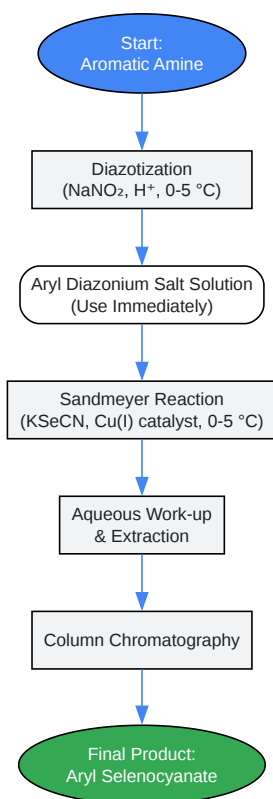 Start:
Aromatic Amine
Diazotization
(NaNO₂, H⁺, 0-5 °C)
Aryl Diazonium Salt Solution
(Use Immediately)
Sandmeyer Reaction
(KSeCN, Cu(I) catalyst, 0-5 °C)
Aqueous Work-up
& Extraction
Column Chromatography
Final Product:
Aryl Selenocyanate